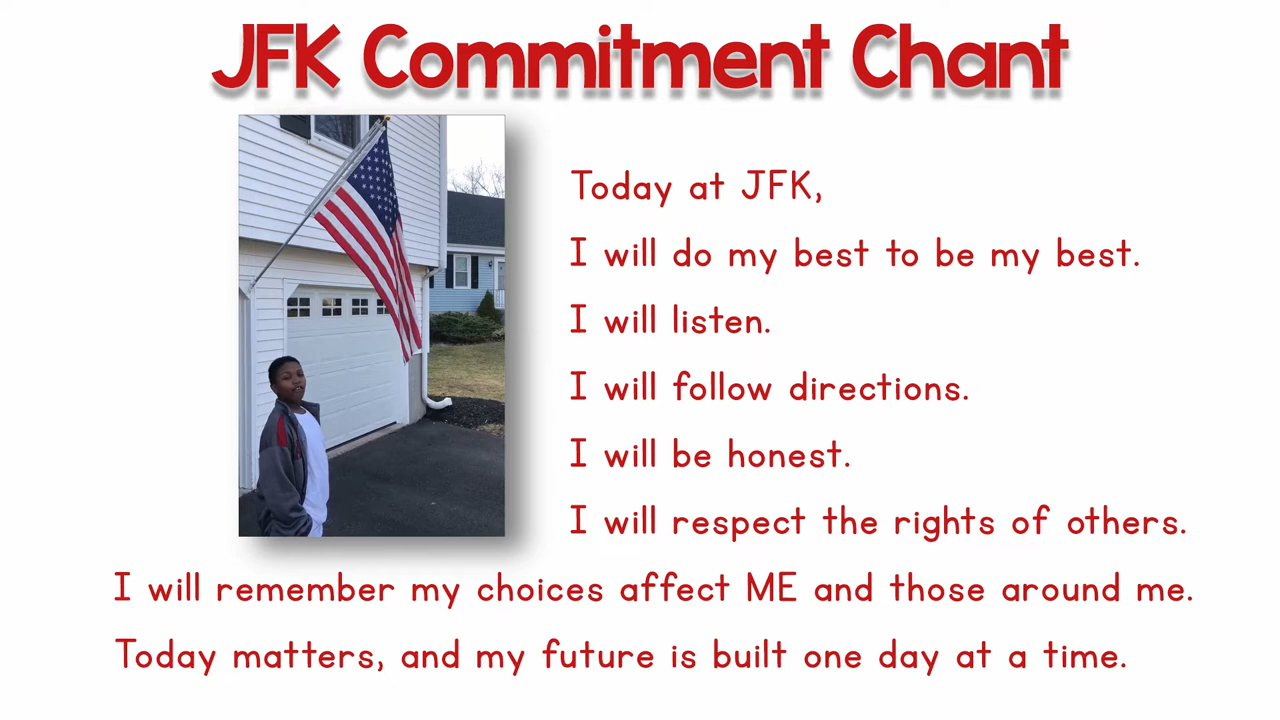 JFK Commitment Chant
Today at JFK,
I will do my best to be my best.
I will listen.
I will follow directions.
I will be honest.
I will respect the rights of others.
I will remember my choices affect ME and those around me.
Today matters, and my future is built one day at a time.